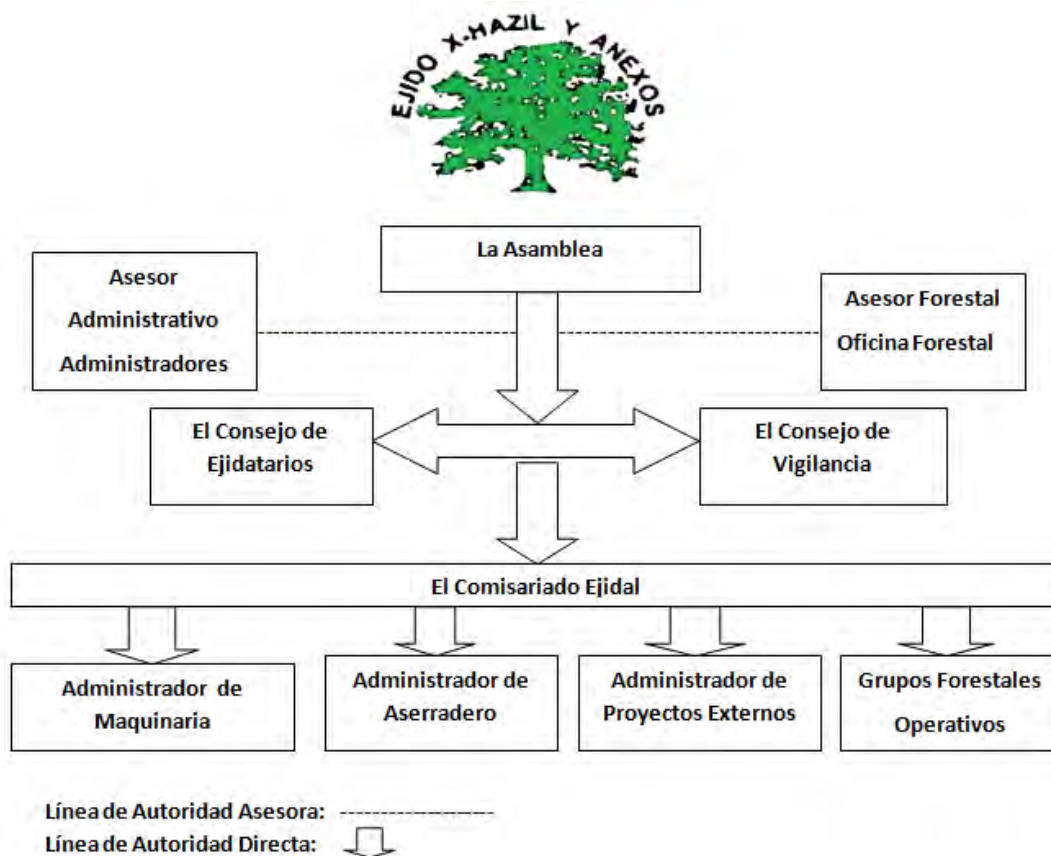 EJIDO X-HAZIL Y ANEXOS
La Asamblea
Asesor
Administrativo
Administradores
Asesor Forestal
Oficina Forestal
El Consejo de
Ejidatarios
El Consejo de
Vigilancia
El Comisariado Ejidal
Administrador de
Maquinaria
Administrador de
Aserradero
Administrador de
Proyectos Externos
Grupos Forestales
Operativos
Línea de Autoridad Asesora:
Línea de Autoridad Directa: